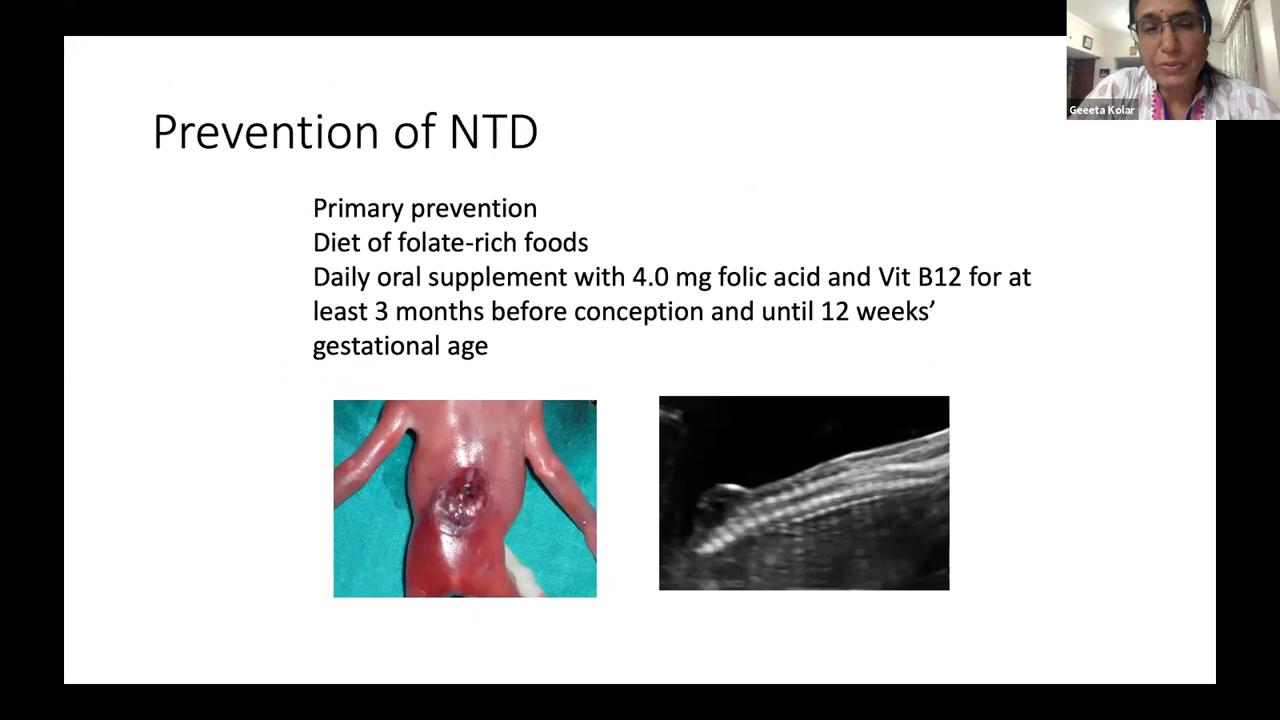 Geeeta Kolar
Prevention of NTD
Primary prevention
Diet of folate-rich foods
Daily oral supplement with 4.0 mg folic acid and Vit B12 for at
least 3 months before conception and until 12 weeks’
gestational age